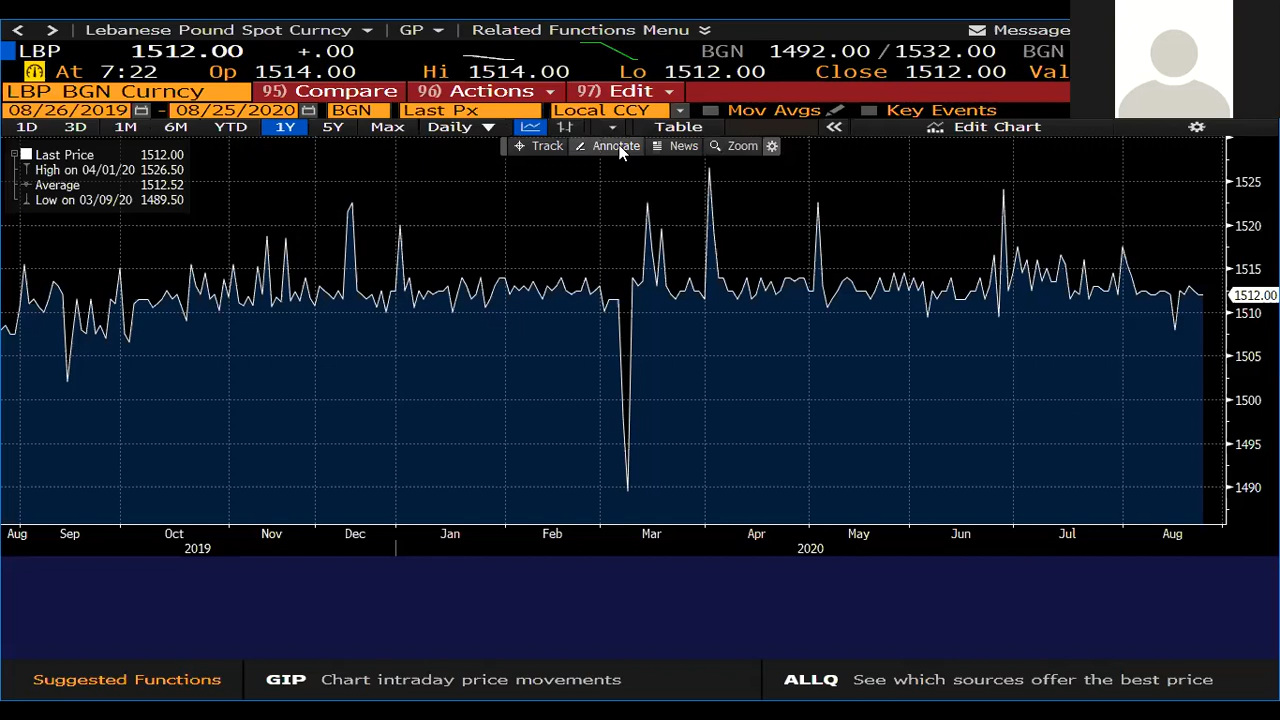 < > Lebanese Pound Spot Curncy GP Related Functions Menu Message
LBP 1512.00 +.00 BGN 1492.00 / 1532.00 BGN
At 7:22 Op 1514.00 Hi 1514.00 Lo 1512.00 Close 1512.00 Val
LBP BGN Curncy 95) Compare 96) Actions 97) Edit
08/26/2019 - 08/25/2020 BGN Last Px Local CCY Mov Avgs Key Events
1D 3D 1M 6M YTD 1Y 5Y Max Daily Table « Edit Chart
Track Annotate News Zoom
Last Price 1512.00
High on 04/01/20 1526.50
Average 1512.52
Low on 03/09/20 1489.50
1525
1520
1515
1512.00
1510
1505
1500
1495
1490
Aug Sep Oct Nov Dec Jan Feb Mar Apr May Jun Jul Aug
2019 2020
Suggested Functions GIP Chart intraday price movements ALLQ See which sources offer the best price